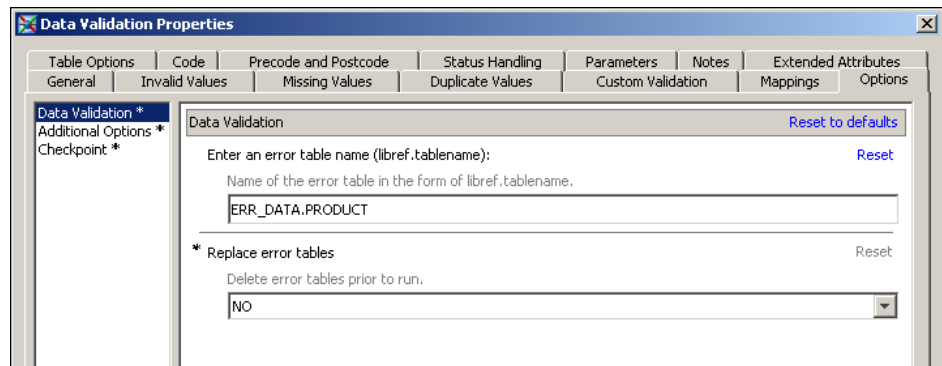 Data Validation Properties
Table Options Code Precode and Postcode Status Handling Parameters Notes Extended Attributes
General Invalid Values Missing Values Duplicate Values Custom Validation Mappings Options
Data Validation *
Additional Options *
Checkpoint *
Data Validation Reset to defaults
Enter an error table name (libref.tablename): Reset
Name of the error table in the form of libref.tablename.
ERR_DATA.PRODUCT
* Replace error tables Reset
Delete error tables prior to run.
NO